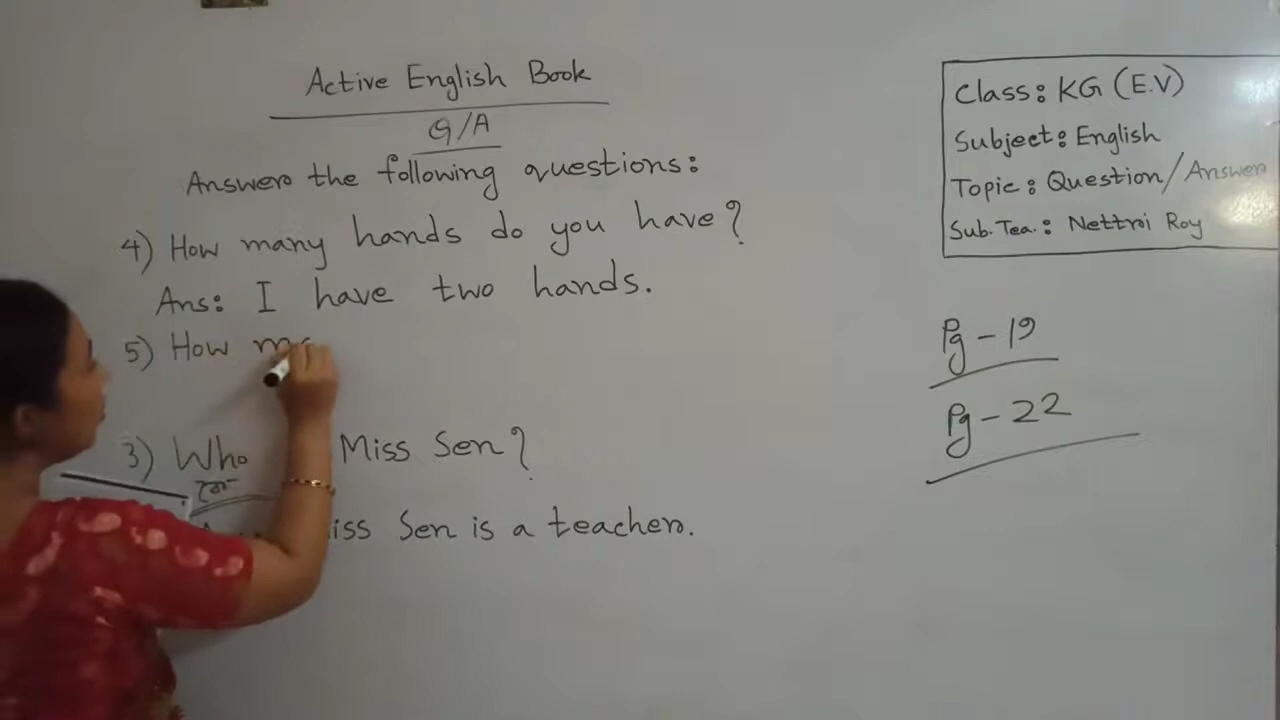 Active English Book
Q/A
Answer the following questions:
4) How many hands do you have?
Ans: I have two hands.
5) How
3) Who Miss Sen?
কে
Miss Sen is a teacher.
Class: KG (E.V)
Subject: English
Topic: Question/Answer
Sub. Tea.: Nettroi Roy
Pg - 19
Pg - 22